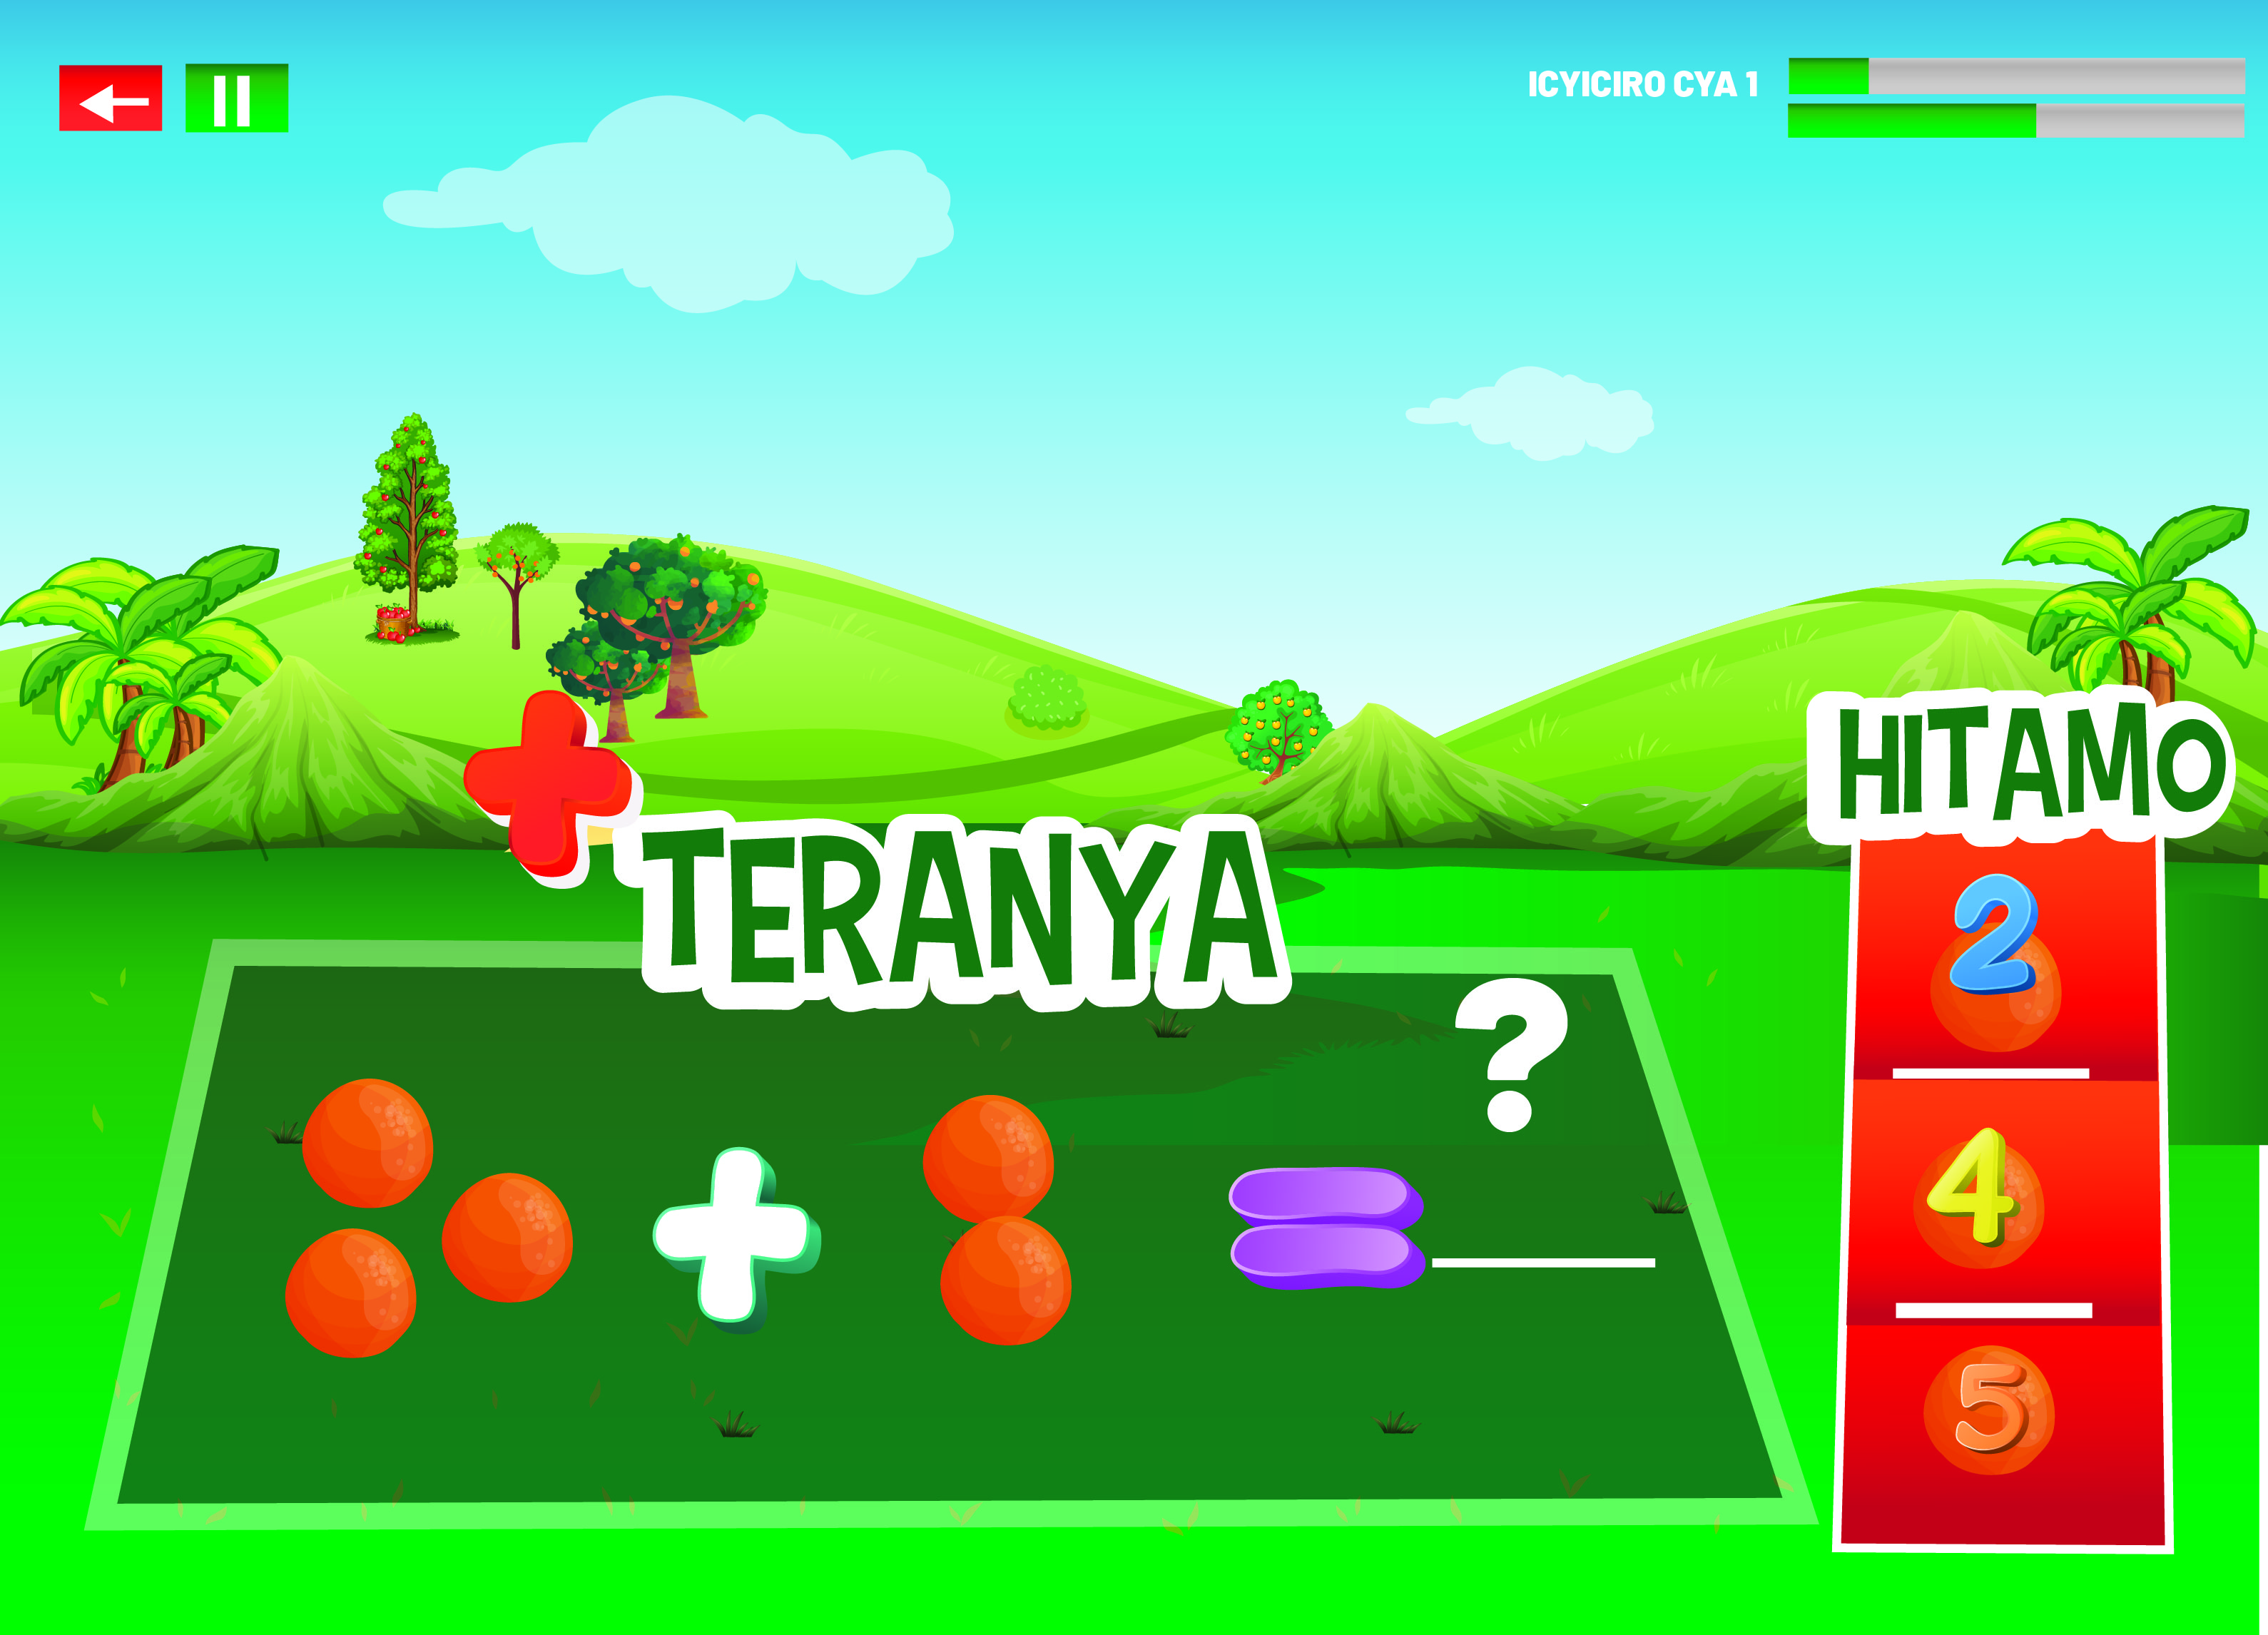 ICYICIRO CYA 1
HITAMO
+ TERANYA
2
?
+ =
4
5